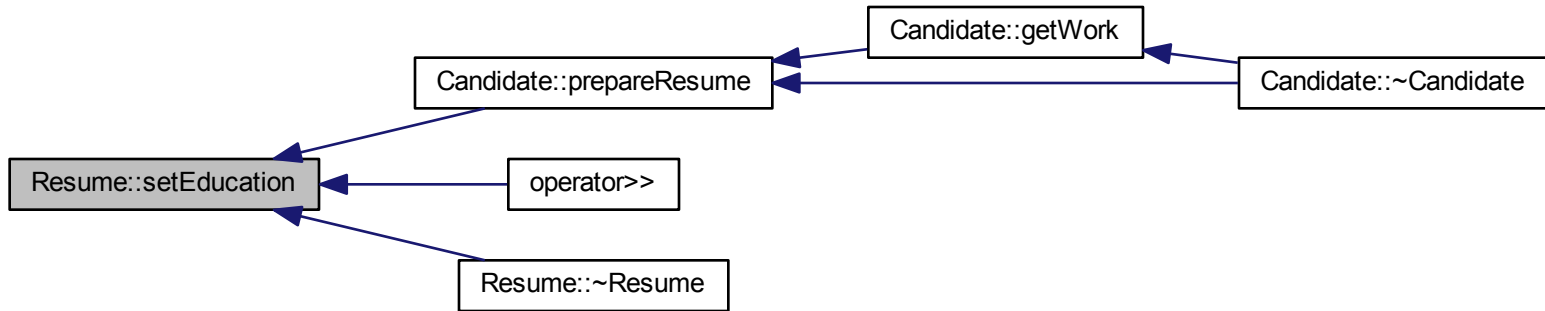 Candidate::getWork
Candidate::prepareResume
Candidate::~Candidate
Resume::setEducation
operator>>
Resume::~Resume